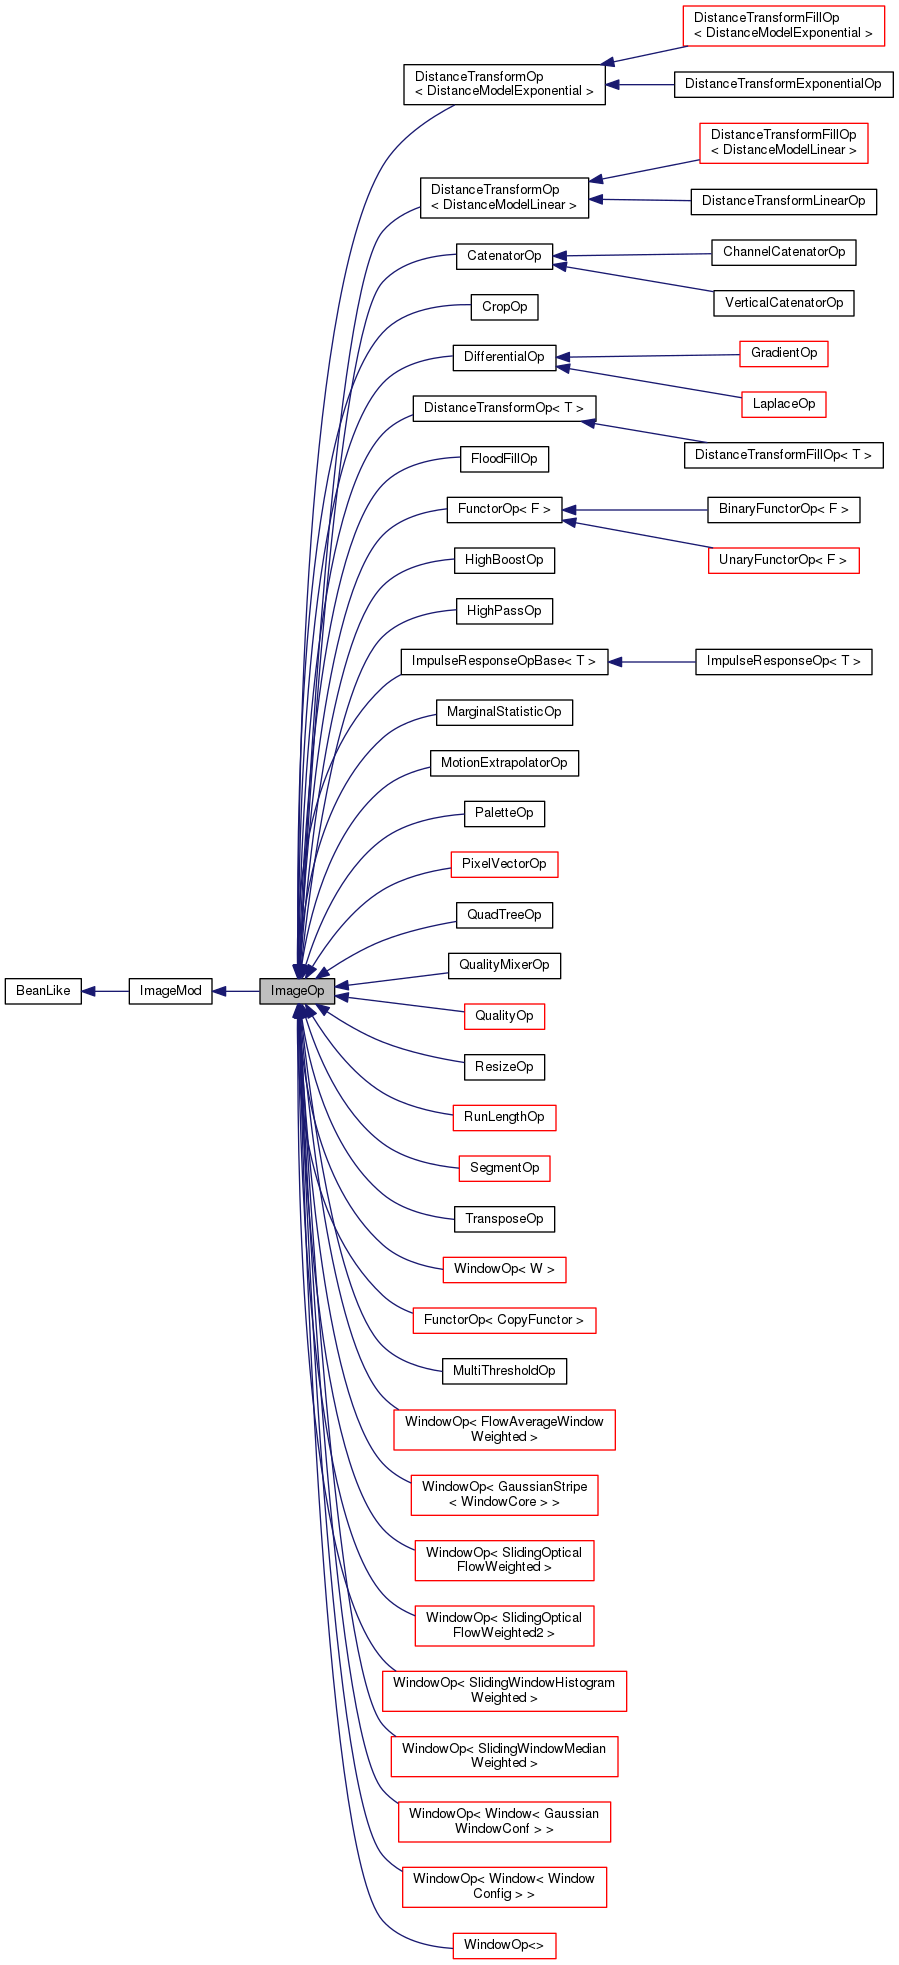 DistanceTransformFillOp
< DistanceModelExponential >
DistanceTransformOp
< DistanceModelExponential >
DistanceTransformExponentialOp
DistanceTransformFillOp
< DistanceModelLinear >
DistanceTransformOp
< DistanceModelLinear >
DistanceTransformLinearOp
CatenatorOp
ChannelCatenatorOp
VerticalCatenatorOp
CropOp
DifferentialOp
GradientOp
LaplaceOp
DistanceTransformOp< T >
DistanceTransformFillOp< T >
FloodFillOp
FunctorOp< F >
BinaryFunctorOp< F >
UnaryFunctorOp< F >
HighBoostOp
HighPassOp
ImpulseResponseOpBase< T >
ImpulseResponseOp< T >
MarginalStatisticOp
MotionExtrapolatorOp
PaletteOp
PixelVectorOp
QuadTreeOp
QualityMixerOp
BeanLike
ImageMod
ImageOp
QualityOp
ResizeOp
RunLengthOp
SegmentOp
TransposeOp
WindowOp< W >
FunctorOp< CopyFunctor >
MultiThresholdOp
WindowOp< FlowAverageWindow
Weighted >
WindowOp< GaussianStripe
< WindowCore > >
WindowOp< SlidingOptical
FlowWeighted >
WindowOp< SlidingOptical
FlowWeighted2 >
WindowOp< SlidingWindowHistogram
Weighted >
WindowOp< SlidingWindowMedian
Weighted >
WindowOp< Window< Gaussian
WindowConf > >
WindowOp< Window< Window
Config > >
WindowOp<>